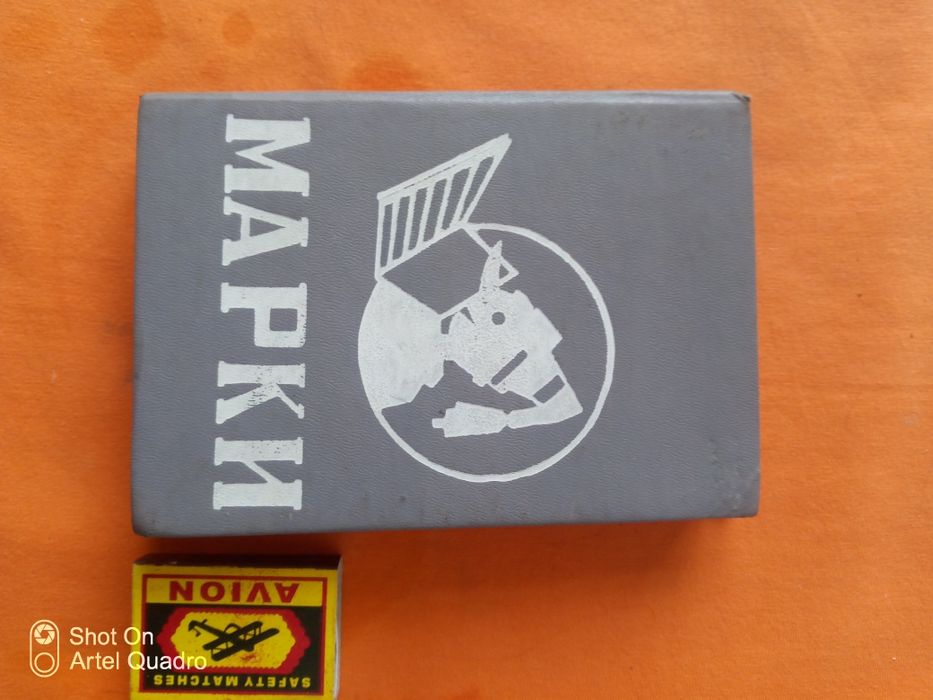 МАРКИ
AVION
SAFETY MATCHES
Shot On
Artel Quadro